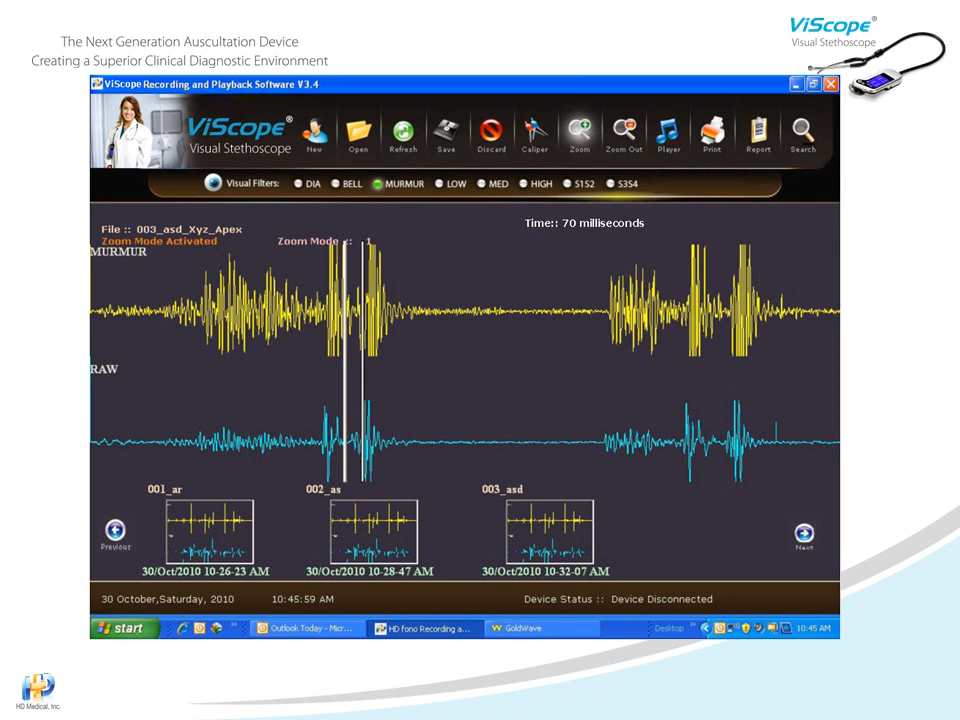 The Next Generation Auscultation Device
Creating a Superior Clinical Diagnostic Environment
ViScope®
Visual Stethoscope
ViScope Recording and Playback Software V3.4
ViScope®
Visual Stethoscope
New Open Refresh Save Discard Caliper Zoom Zoom Out Player Print Report Search
Visual Filters: DIA BELL MURMUR LOW MED HIGH S1S2 S3S4
Time:: 70 milliseconds
File :: 003_asd_Xyz_Apex
Zoom Mode Activated Zoom Mode :: 1
MURMUR
RAW
001_ar 002_as 003_asd
Previous Next
30/Oct/2010 10-26-23 AM 30/Oct/2010 10-28-47 AM 30/Oct/2010 10-32-07 AM
30 October,Saturday, 2010 10:45:59 AM Device Status :: Device Disconnected
start Outlook Today - Micr... HD fono Recording a... GoldWave Desktop 10:45 AM
HD Medical, Inc.